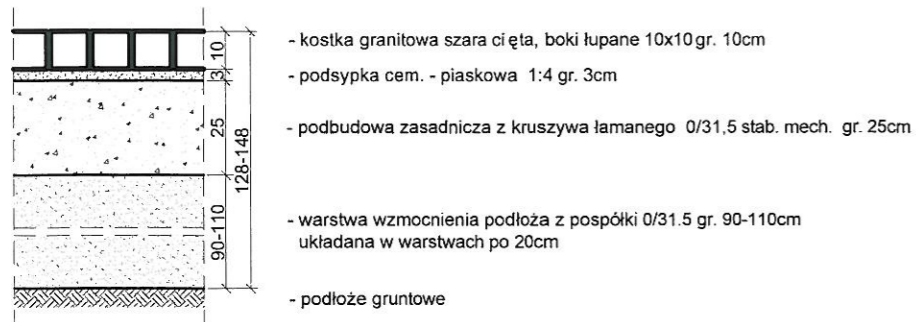 - kostka granitowa szara cięta, boki łupane 10x10 gr. 10cm
- podsypka cem. - piaskowa 1:4 gr. 3cm
- podbudowa zasadnicza z kruszywa łamanego 0/31,5 stab. mech. gr. 25cm
- warstwa wzmocnienia podłoża z pospółki 0/31.5 gr. 90-110cm
układana w warstwach po 20cm
- podłoże gruntowe
10
3
25
90-110
128-148